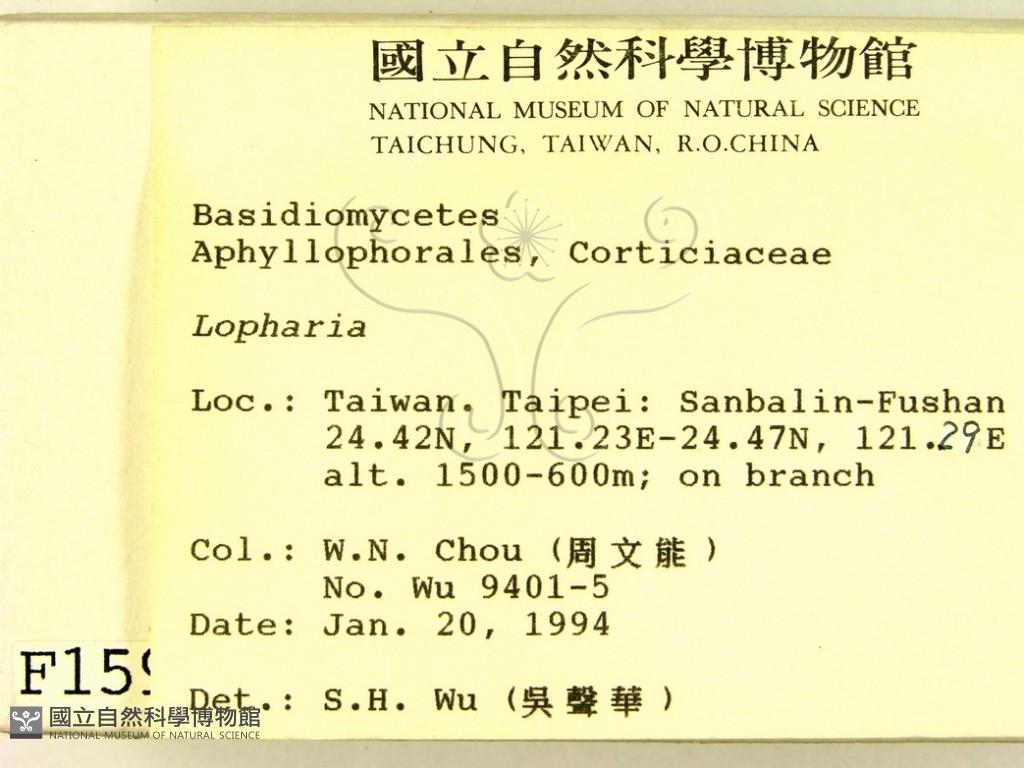 國立自然科學博物館
NATIONAL MUSEUM OF NATURAL SCIENCE
TAICHUNG, TAIWAN, R.O.CHINA
Basidiomycetes
Aphyllophorales, Corticiaceae
Lopharia
Loc.: Taiwan. Taipei: Sanbalin-Fushan
24.42N, 121.23E-24.47N, 121.29E
alt. 1500-600m; on branch
Col.: W.N. Chou (周文能)
No. Wu 9401-5
Date: Jan. 20, 1994
Det.: S.H. Wu (吳聲華)
F15
國立自然科學博物館
NATIONAL MUSEUM OF NATURAL SCIENCE